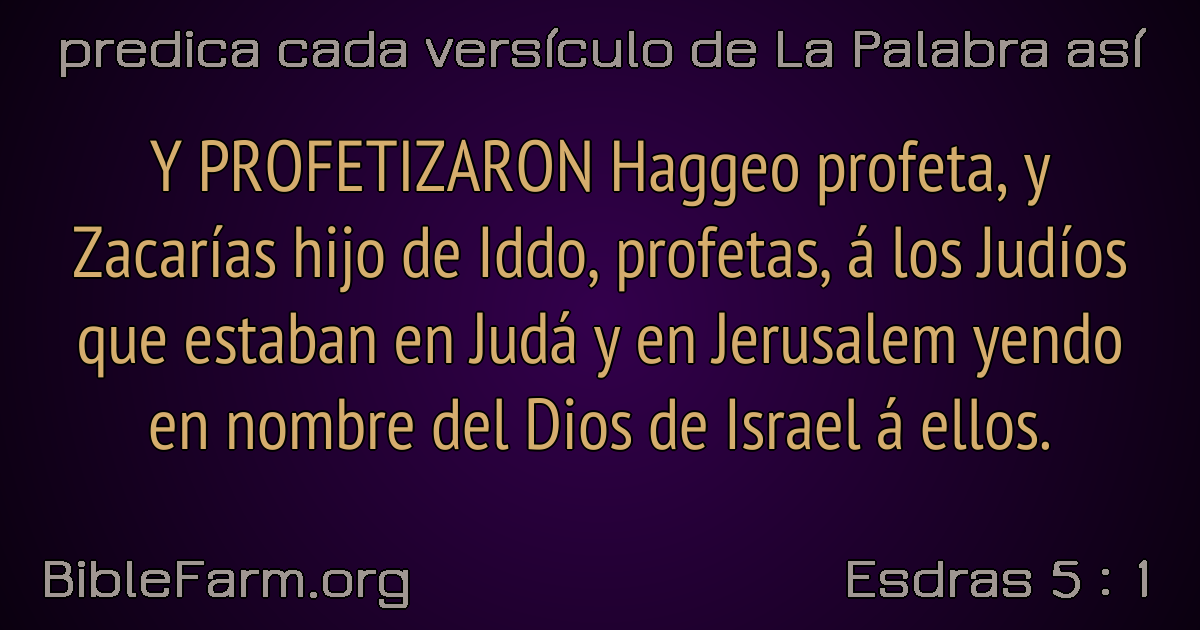 predica cada versículo de La Palabra así
Y PROFETIZARON Haggeo profeta, y
Zacarías hijo de Iddo, profetas, á los Judíos
que estaban en Judá y en Jerusalem yendo
en nombre del Dios de Israel á ellos.
BibleFarm.org
Esdras 5 : 1